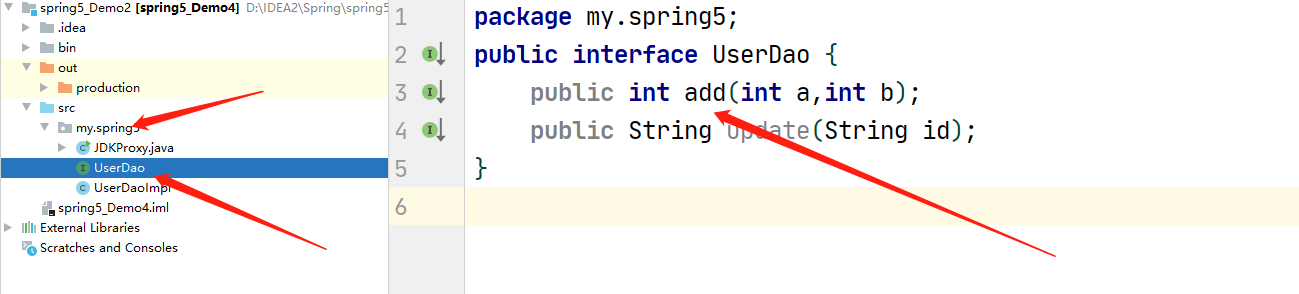 spring5_Demo2 [spring5_Demo4] D:\IDEA2\Spring\spring5
.idea
bin
out
production
src
my.spring5
JDKProxy.java
UserDao
UserDaoImpl
spring5_Demo4.iml
External Libraries
Scratches and Consoles
1 package my.spring5;
2 public interface UserDao {
3 public int add(int a,int b);
4 public String update(String id);
5 }
6